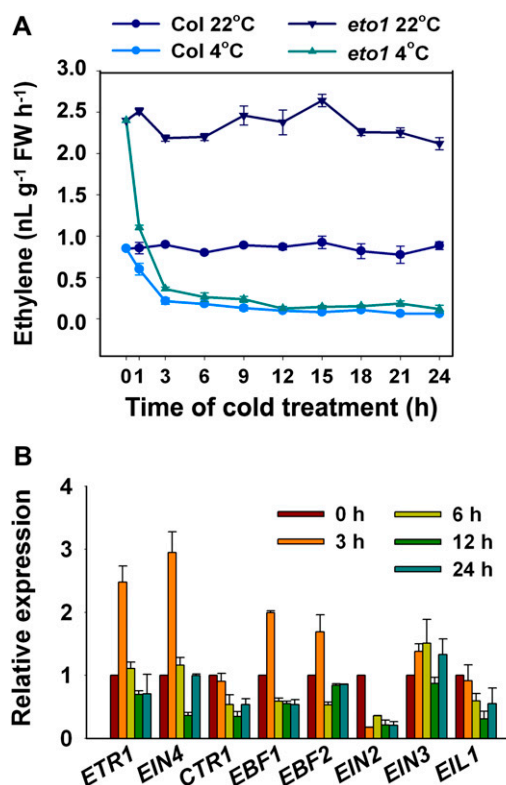 A
Col 22°C eto1 22°C
Col 4°C eto1 4°C
Ethylene (nL g-1 FW h-1)
3.0
2.5
2.0
1.5
1.0
0.5
0.0
0 1 3 6 9 12 15 18 21 24
Time of cold treatment (h)
B
Relative expression
4
3
2
1
0
0 h 6 h
3 h 12 h
24 h
ETR1 EIN4 CTR1 EBF1 EBF2 EIN2 EIN3 EIL1